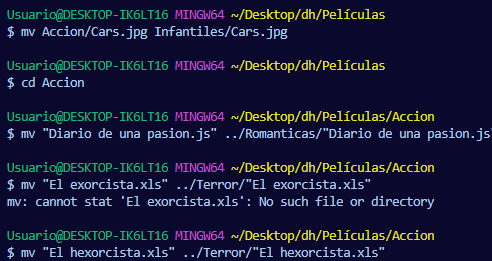 Usuario@DESKTOP-IK6LT16 MINGW64 ~/Desktop/dh/Películas
$ mv Accion/Cars.jpg Infantiles/Cars.jpg
Usuario@DESKTOP-IK6LT16 MINGW64 ~/Desktop/dh/Películas
$ cd Accion
Usuario@DESKTOP-IK6LT16 MINGW64 ~/Desktop/dh/Películas/Accion
$ mv "Diario de una pasion.js" ../Romanticas/"Diario de una pasion.js"
Usuario@DESKTOP-IK6LT16 MINGW64 ~/Desktop/dh/Películas/Accion
$ mv "El exorcista.xls" ../Terror/"El exorcista.xls"
mv: cannot stat 'El exorcista.xls': No such file or directory
Usuario@DESKTOP-IK6LT16 MINGW64 ~/Desktop/dh/Películas/Accion
$ mv "El hexorcista.xls" ../Terror/"El hexorcista.xls"